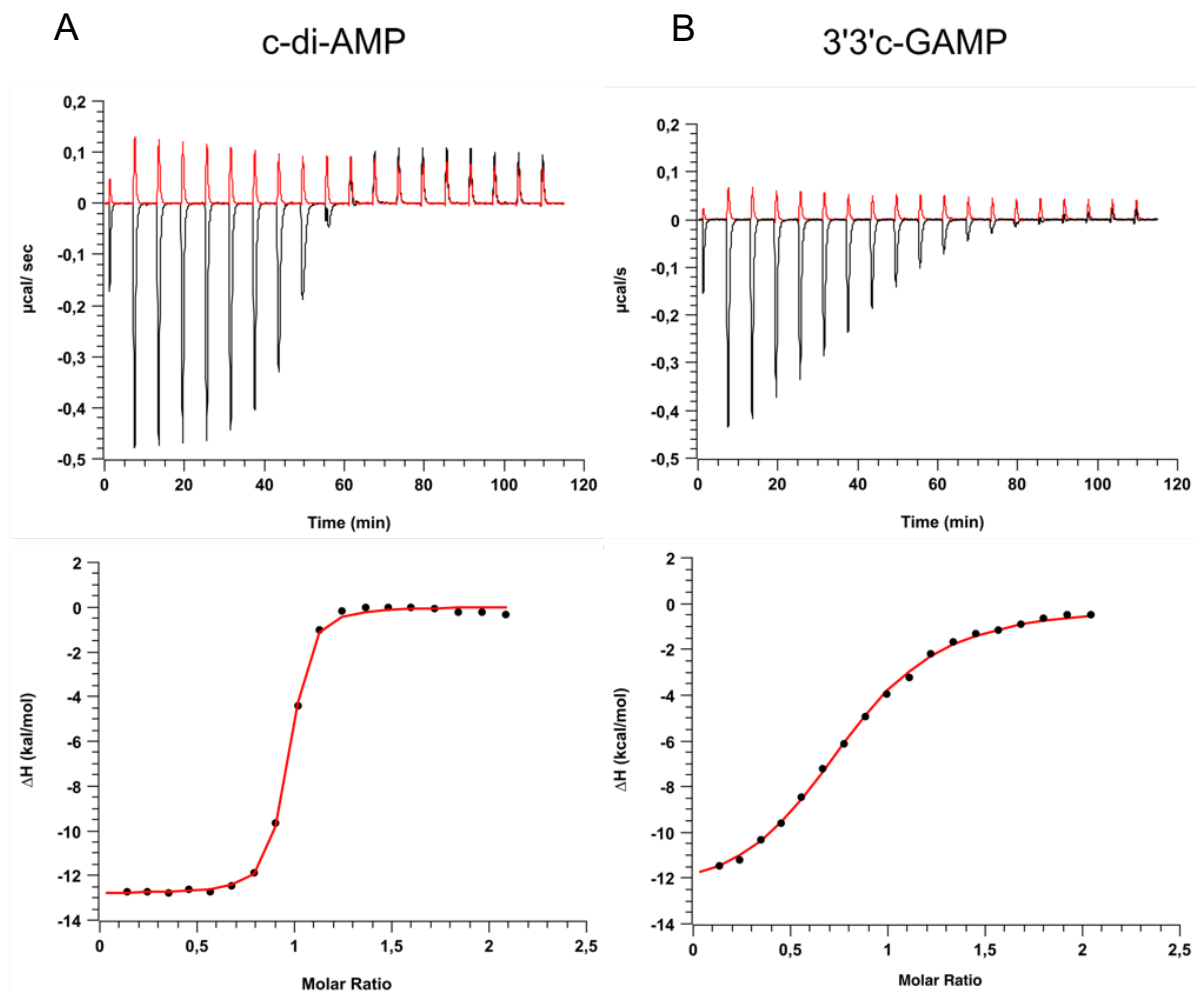 A
c-di-AMP
B
3'3'c-GAMP
0,2
0,1
0
-0,1
-0,2
-0,3
-0,4
-0,5
µcal/ sec
0 20 40 60 80 100 120
Time (min)
0,2
0,1
0
-0,1
-0,2
-0,3
-0,4
-0,5
µcal/s
0 20 40 60 80 100 120
Time (min)
2
0
-2
-4
-6
-8
-10
-12
-14
ΔH (kal/mol)
0 0,5 1 1,5 2 2,5
Molar Ratio
2
0
-2
-4
-6
-8
-10
-12
-14
ΔH (kcal/mol)
0 0,5 1 1,5 2 2,5
Molar Ratio